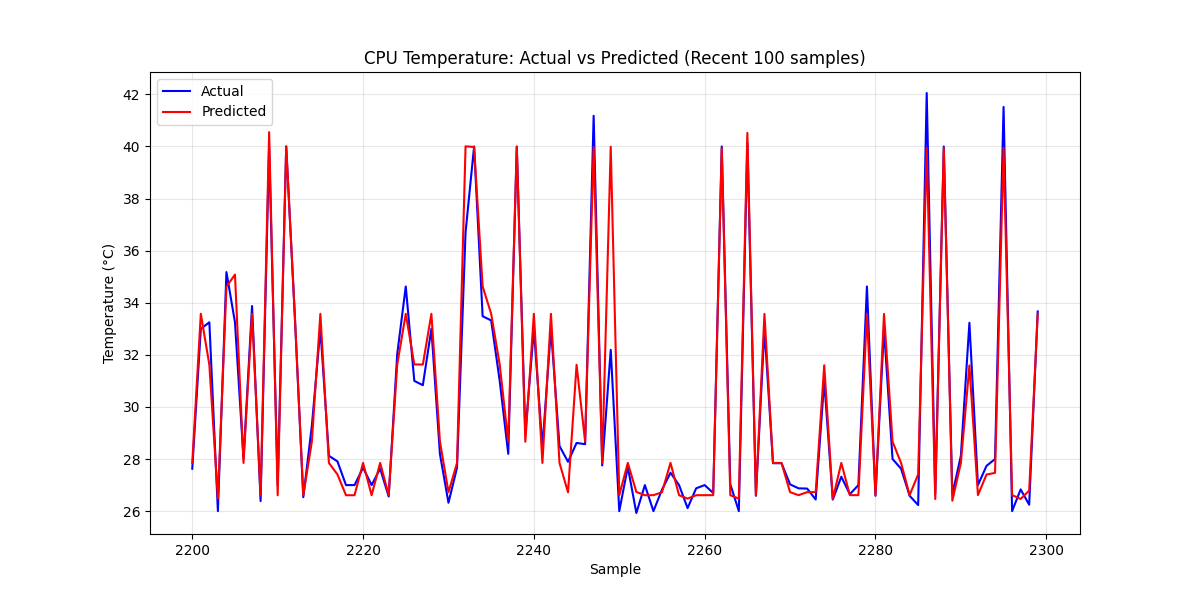 CPU Temperature: Actual vs Predicted (Recent 100 samples)
Actual
Predicted
Temperature (°C)
42
40
38
36
34
32
30
28
26
2200 2220 2240 2260 2280 2300
Sample